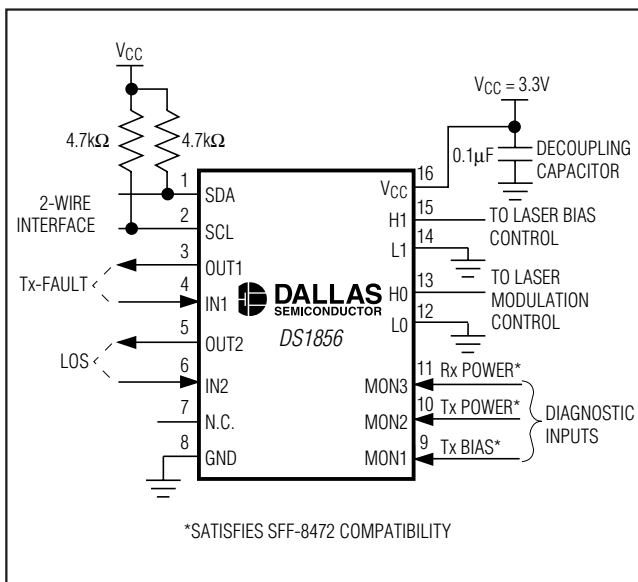 VCC
4.7kΩ 4.7kΩ
VCC = 3.3V
0.1µF
DECOUPLING
CAPACITOR
2-WIRE
INTERFACE
1 SDA
2 SCL
Tx-FAULT
3 OUT1
4 IN1
LOS
5 OUT2
6 IN2
7 N.C.
8 GND
DALLAS
SEMICONDUCTOR
DS1856
16 VCC
15 H1
TO LASER BIAS
CONTROL
14 L1
13 H0
TO LASER
MODULATION
CONTROL
12 L0
11 MON3 Rx POWER*
10 MON2 Tx POWER*
9 MON1 Tx BIAS*
DIAGNOSTIC
INPUTS
*SATISFIES SFF-8472 COMPATIBILITY